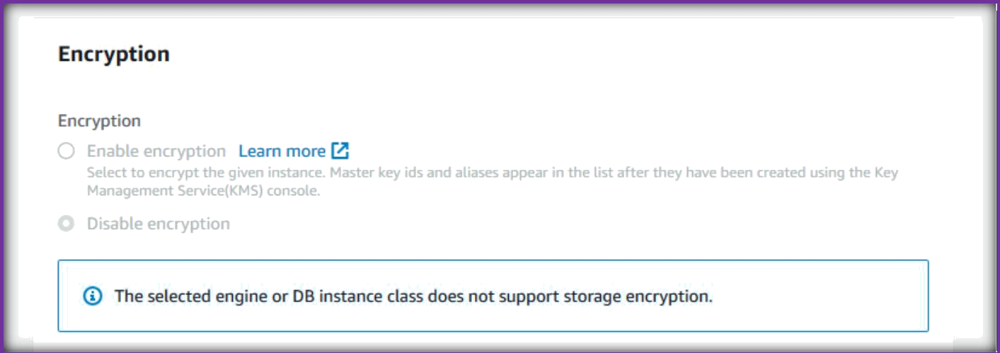 Encryption
Encryption
Enable encryption Learn more
Select to encrypt the given instance. Master key ids and aliases appear in the list after they have been created using the Key
Management Service(KMS) console.
Disable encryption
The selected engine or DB instance class does not support storage encryption.